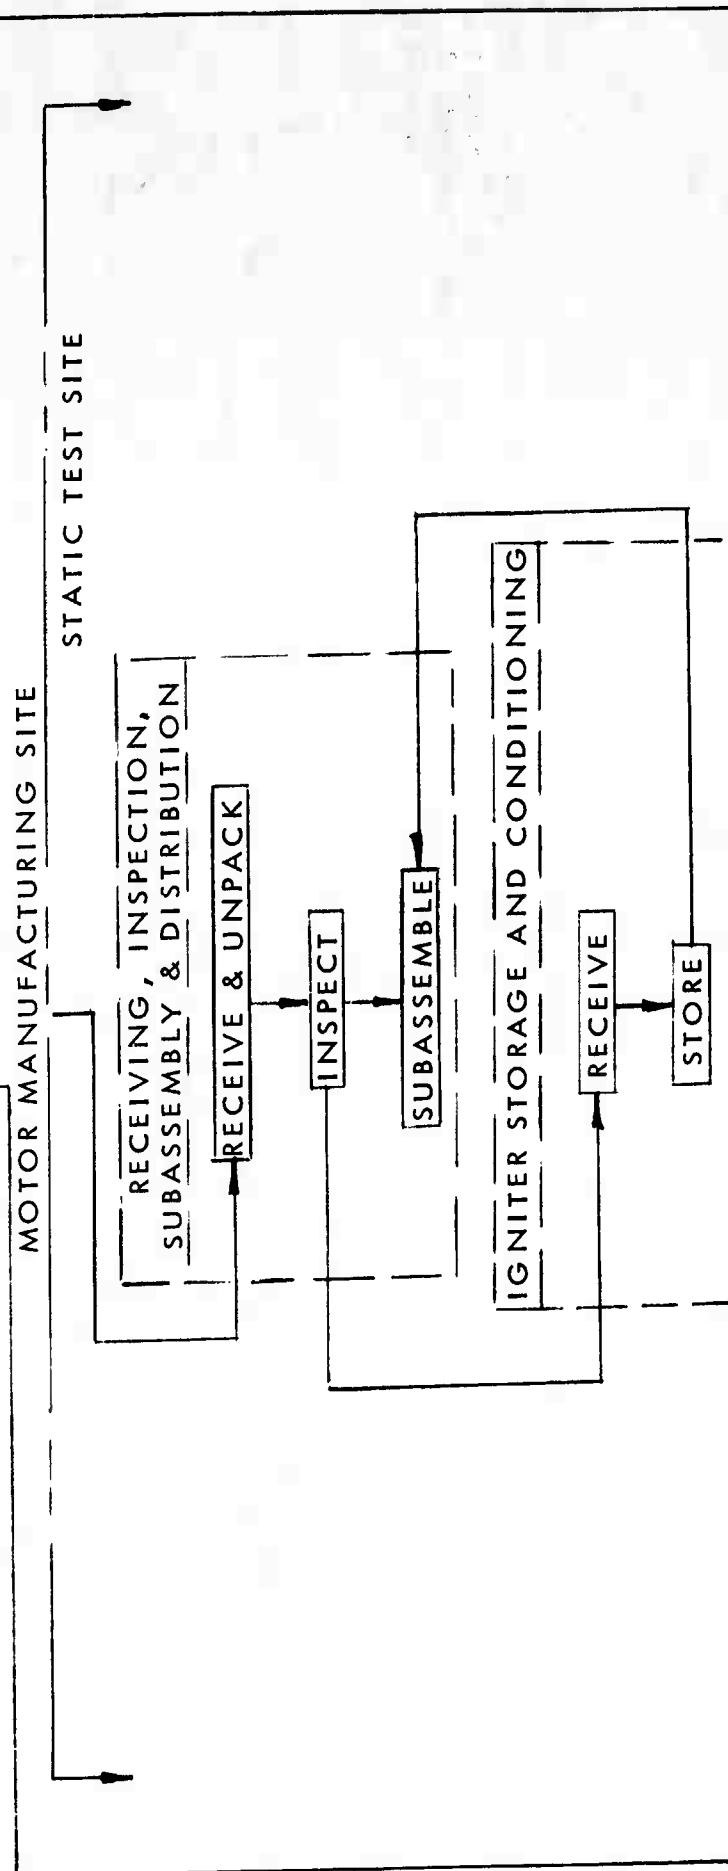 MOTOR MANUFACTURING SITE
STATIC TEST SITE
RECEIVING, INSPECTION,
SUBASSEMBLY & DISTRIBUTION
RECEIVE & UNPACK
INSPECT
SUBASSEMBLE
IGNITER STORAGE AND CONDITIONING
RECEIVE
STORE